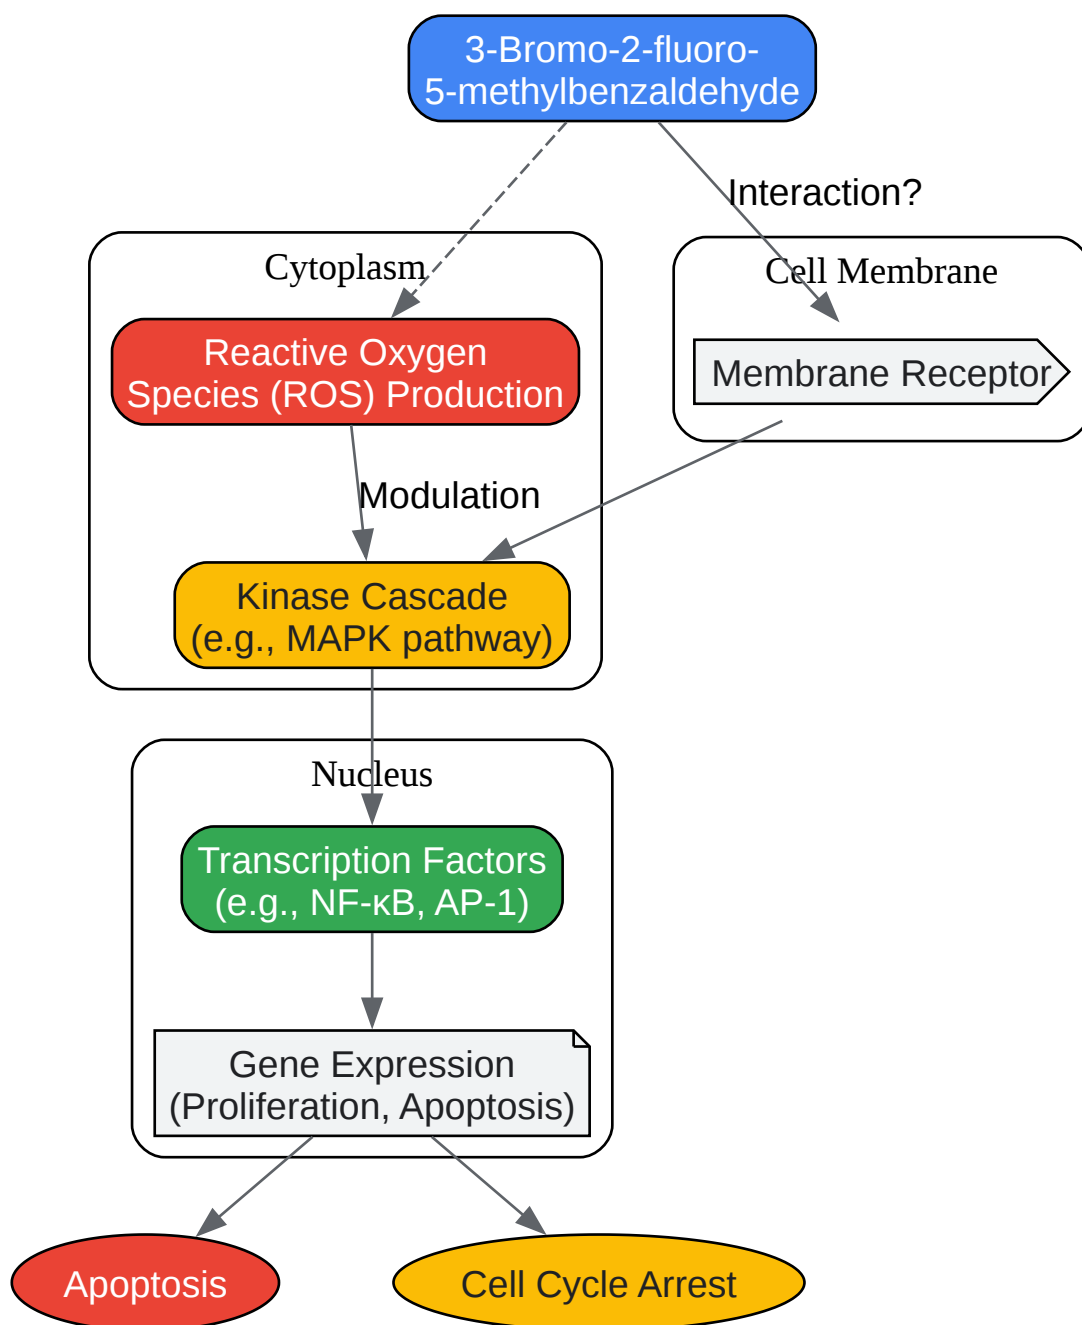 3-Bromo-2-fluoro-
5-methylbenzaldehyde
Interaction?
Cytoplasm
Cell Membrane
Reactive Oxygen
Species (ROS) Production
Membrane Receptor
Modulation
Kinase Cascade
(e.g., MAPK pathway)
Nucleus
Transcription Factors
(e.g., NF-κB, AP-1)
Gene Expression
(Proliferation, Apoptosis)
Apoptosis
Cell Cycle Arrest